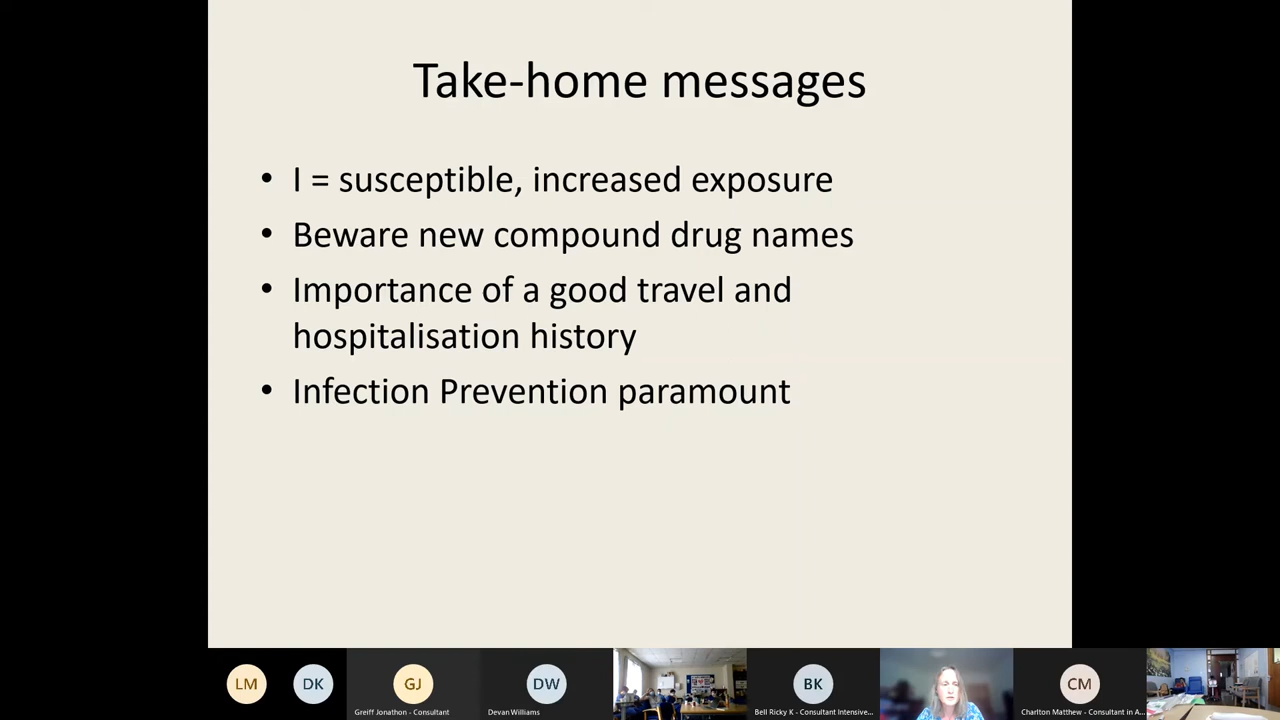 Take-home messages
• I = susceptible, increased exposure
• Beware new compound drug names
• Importance of a good travel and
hospitalisation history
• Infection Prevention paramount
LM
DK
GJ
DW
BK
CM
Greiff Jonathon - Consultant
Devan Williams
Bell Ricky K - Consultant Intensive...
Charlton Matthew - Consultant in A...